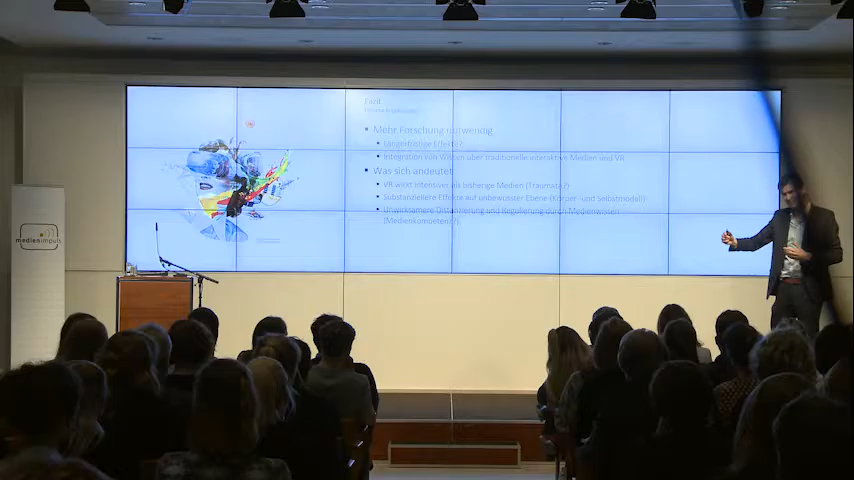 Fazit
Mehr Forschung notwendig
Längerfristige Effekte?
Integration von Wissen über traditionelle interaktive Medien und VR
Was sich andeutet
VR wirkt intensiver als bisherige Medien (Traumata?)
Substanziellere Effekte auf unbewusster Ebene (Körper- und Selbstmodell)
Unwirksamere Distanzierung und Regulierung durch Medienwissen
(Medienkompetenz?)
medienimpuls